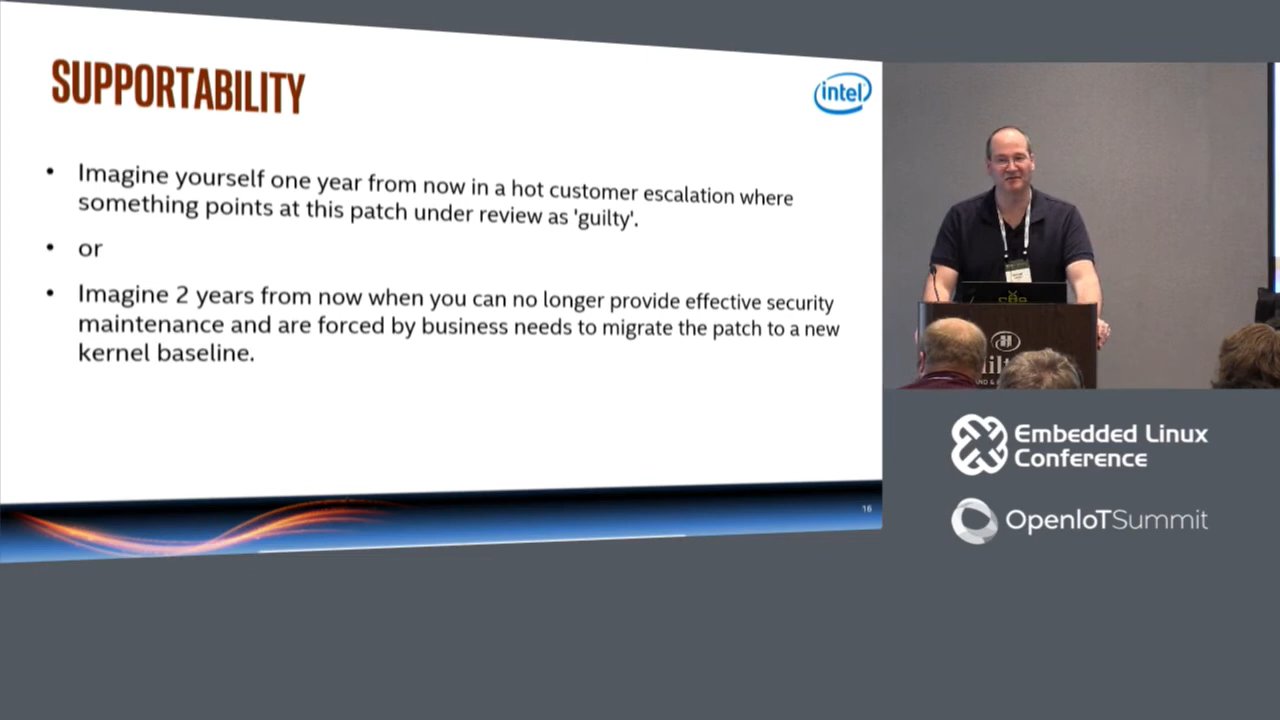 SUPPORTABILITY
intel
• Imagine yourself one year from now in a hot customer escalation where
something points at this patch under review as 'guilty'.
• or
• Imagine 2 years from now when you can no longer provide effective security
maintenance and are forced by business needs to migrate the patch to a new
kernel baseline.
16
Embedded Linux
Conference
OpenIoTSummit